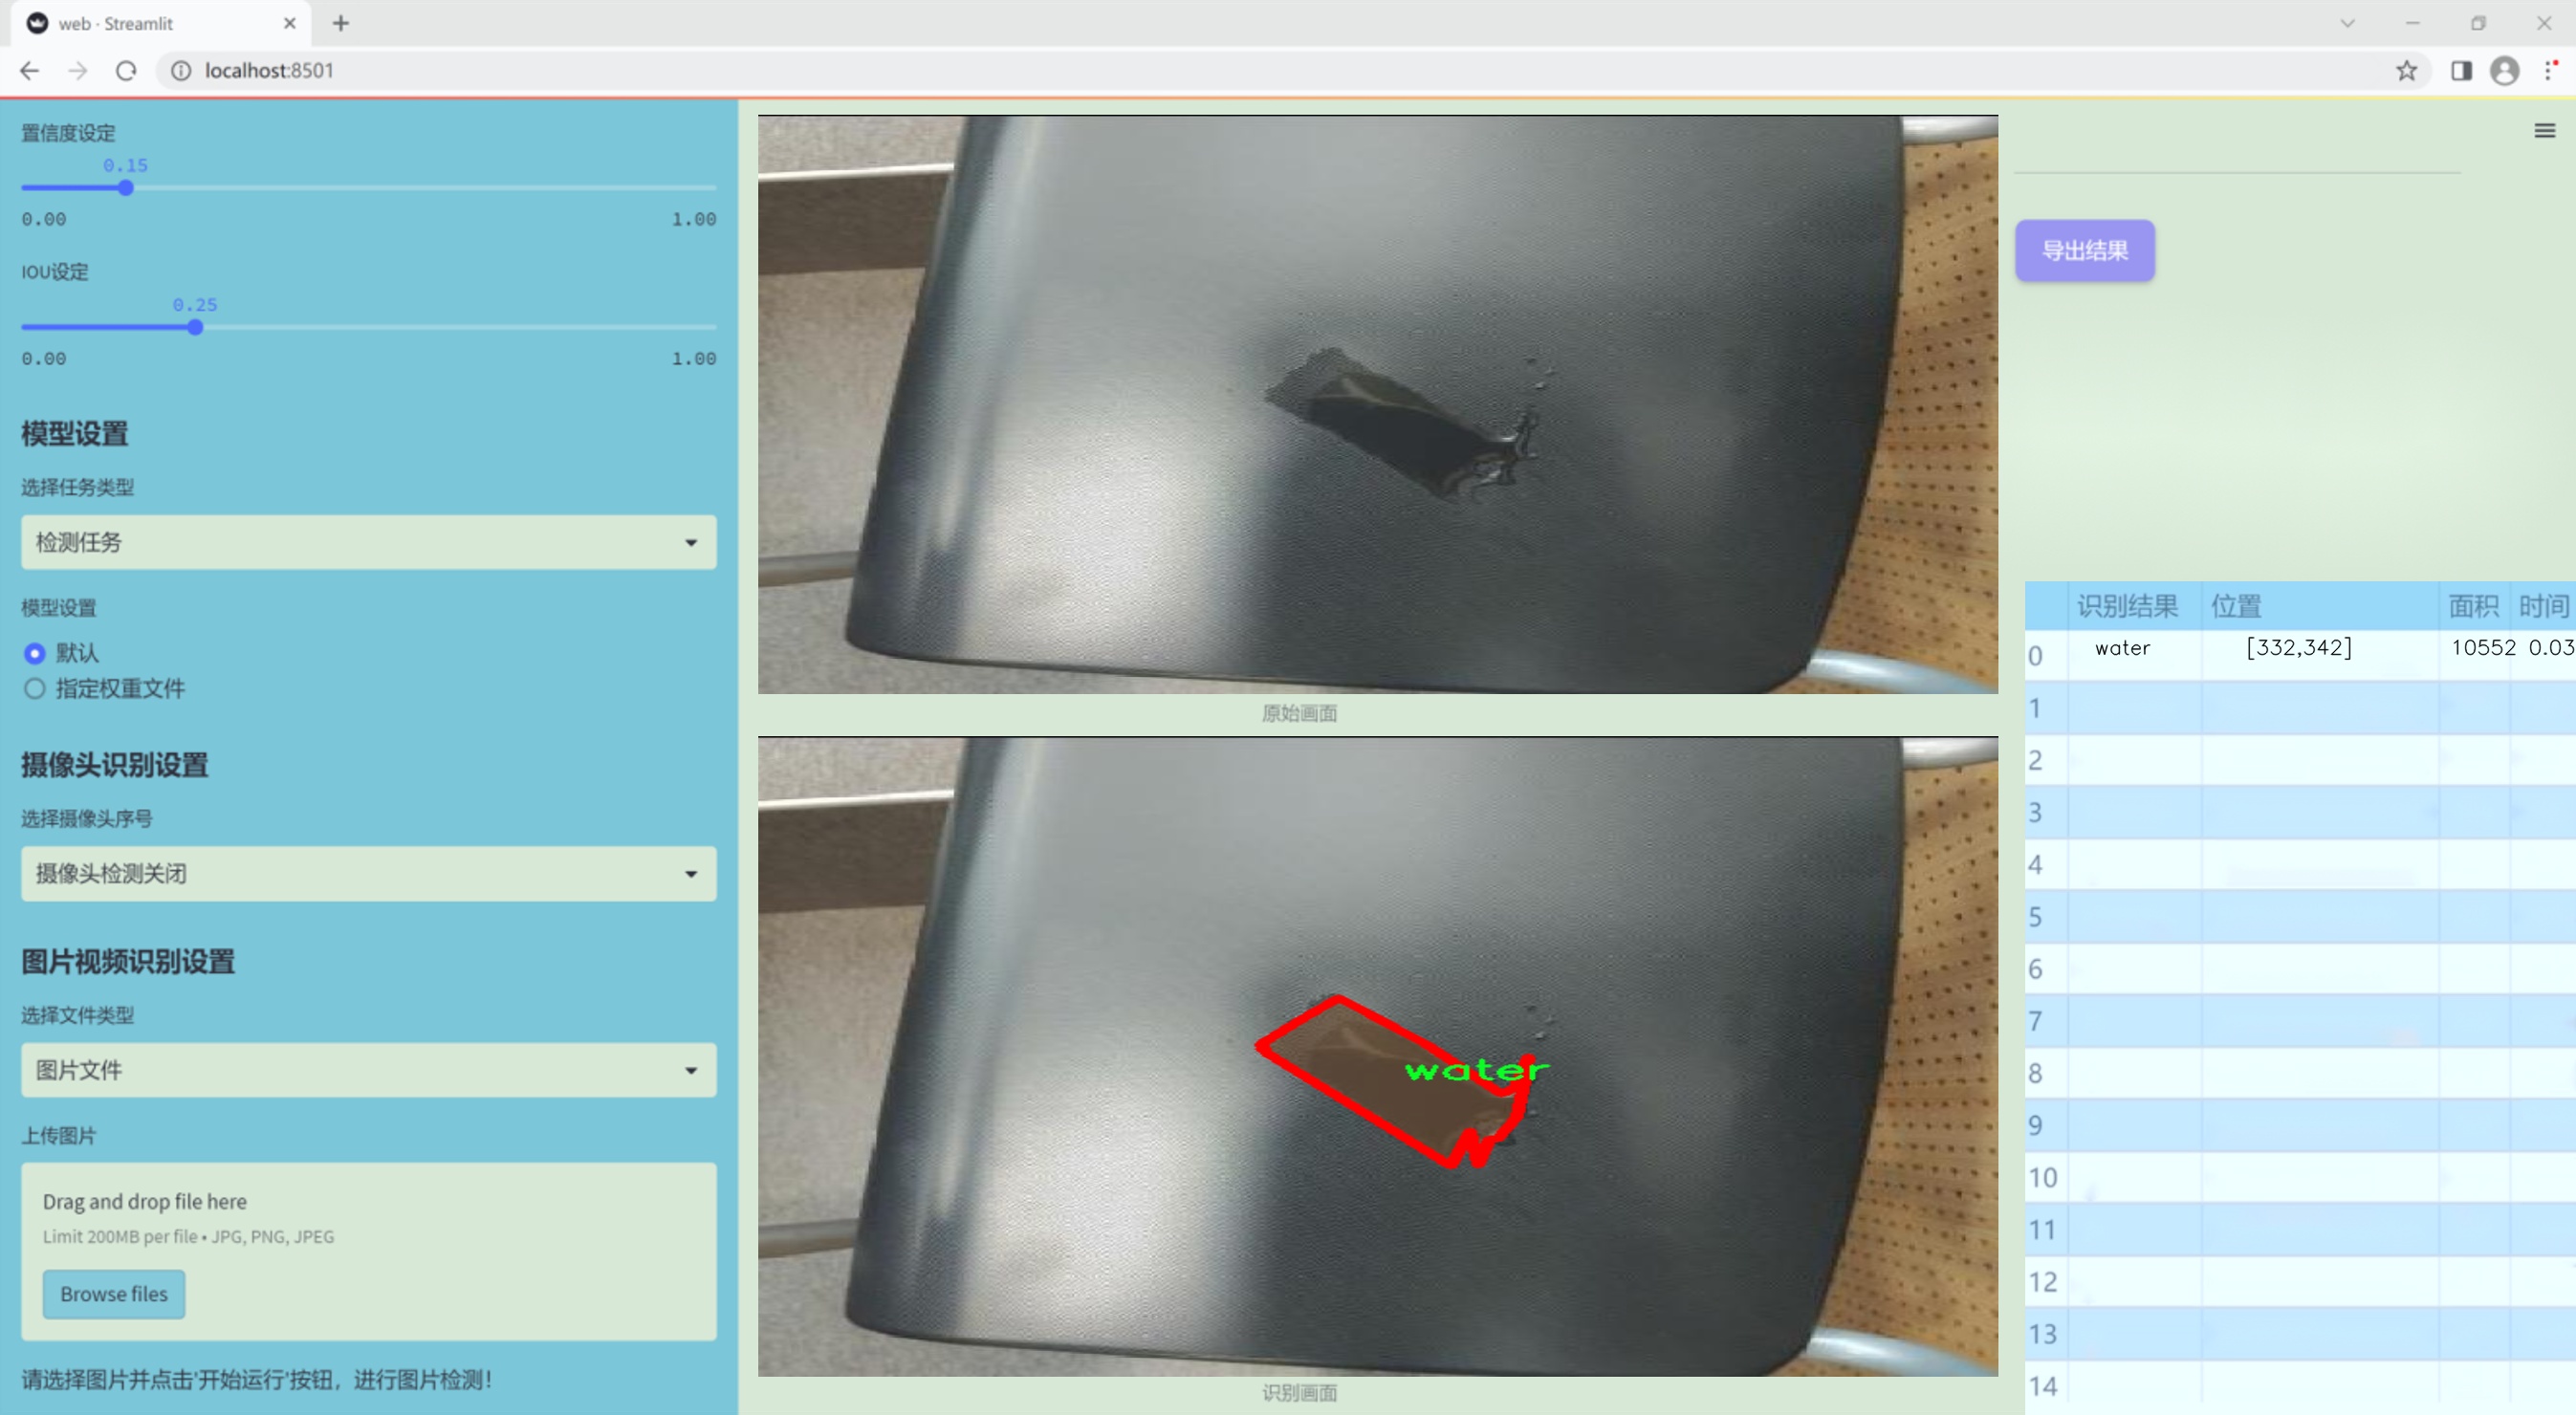 web · Streamlit
localhost:8501
置信度设定
0.15
0.00 1.00
IOU设定
0.25
0.00 1.00
模型设置
选择任务类型
检测任务
模型设置
默认
指定权重文件
摄像头识别设置
选择摄像头序号
摄像头检测关闭
图片视频识别设置
选择文件类型
图片文件
上传图片
Drag and drop file here
Limit 200MB per file • JPG, PNG, JPEG
Browse files
请选择图片并点击'开始运行'按钮，进行图片检测！
原始画面
water
识别画面
导出结果
识别结果 位置 面积 时间
0 water [332,342] 10552 0.03
1
2
3
4
5
6
7
8
9
10
11
12
13
14